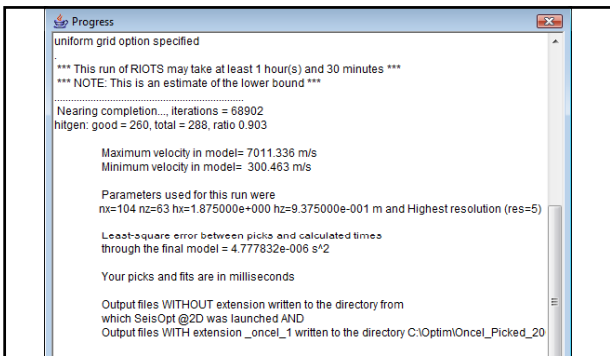 Progress
uniform grid option specified
.
*** This run of RIOTS may take at least 1 hour(s) and 30 minutes ***
*** NOTE: This is an estimate of the lower bound ***
....................................................................
Nearing completion..., iterations = 68902
hitgen: good = 260, total = 288, ratio 0.903
Maximum velocity in model= 7011.336 m/s
Minimum velocity in model= 300.463 m/s
Parameters used for this run were
nx=104 nz=63 hx=1.875000e+000 hz=9.375000e-001 m and Highest resolution (res=5)
Least-square error between picks and calculated times
through the final model = 4.777832e-006 s^2
Your picks and fits are in milliseconds
Output files WITHOUT extension written to the directory from
which SeisOpt @2D was launched AND
Output files WITH extension _oncel_1 written to the directory C:\Optim\Oncel_Picked_20